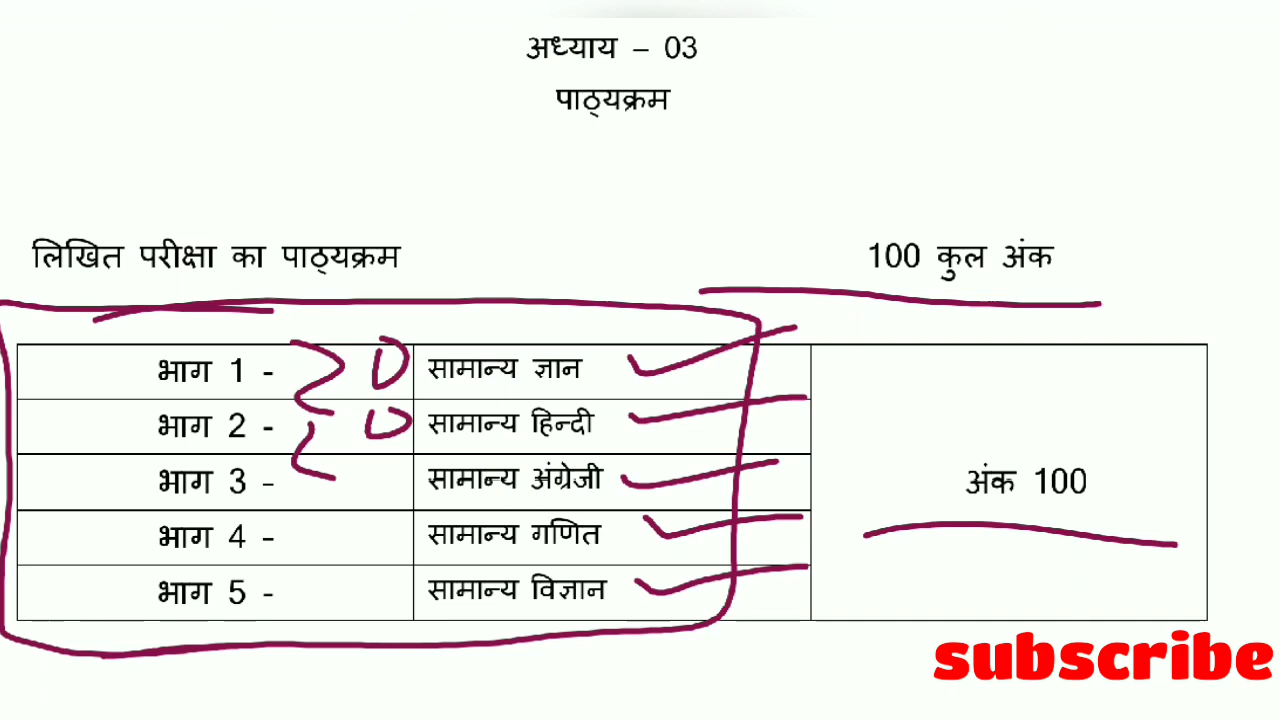 अध्याय – 03
पाठ्यक्रम
लिखित परीक्षा का पाठ्यक्रम 100 कुल अंक
भाग 1 - सामान्य ज्ञान
भाग 2 - सामान्य हिन्दी
भाग 3 - सामान्य अंग्रेजी
अंक 100
भाग 4 - सामान्य गणित
भाग 5 - सामान्य विज्ञान
subscribe